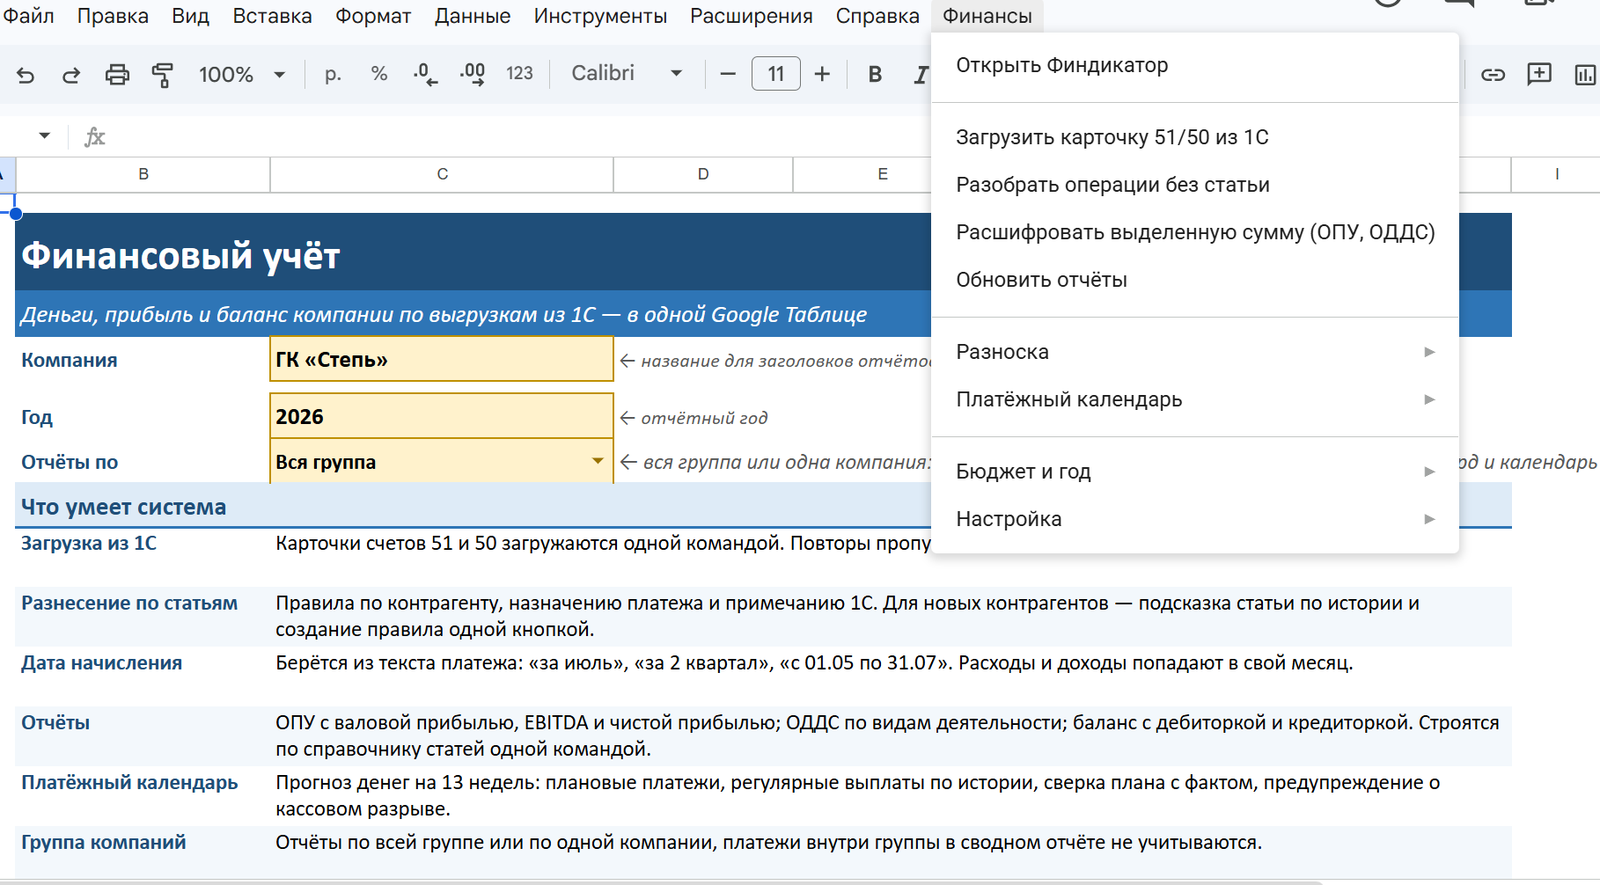 Файл Правка Вид Вставка Формат Данные Инструменты Расширения Справка Финансы
100% р. % .0 .00 123 Calibri 11 B I
fx
B C D E I
Открыть Финдикатор
Загрузить карточку 51/50 из 1С
Разобрать операции без статьи
Расшифровать выделенную сумму (ОПУ, ОДДС)
Обновить отчёты
Разноска
Платёжный календарь
Бюджет и год
Настройка
Финансовый учёт
Деньги, прибыль и баланс компании по выгрузкам из 1С — в одной Google Таблице
Компания ГК «Степь» ← название для заголовков
Год 2026 ← отчётный год
Отчёты по Вся группа ← вся группа или одна компания: и календарь
Что умеет система
Загрузка из 1С Карточки счетов 51 и 50 загружаются одной командой. Повторы
Разнесение по статьям Правила по контрагенту, назначению платежа и примечанию 1С. Для новых контрагентов — подсказка статьи по истории и
создание правила одной кнопкой.
Дата начисления Берётся из текста платежа: «за июль», «за 2 квартал», «с 01.05 по 31.07». Расходы и доходы попадают в свой месяц.
Отчёты ОПУ с валовой прибылью, EBITDA и чистой прибылью; ОДДС по видам деятельности; баланс с дебиторкой и кредиторкой. Строятся
по справочнику статей одной командой.
Платёжный календарь Прогноз денег на 13 недель: плановые платежи, регулярные выплаты по истории, сверка плана с фактом, предупреждение о
кассовом разрыве.
Группа компаний Отчёты по всей группе или по одной компании, платежи внутри группы в сводном отчёте не учитываются.